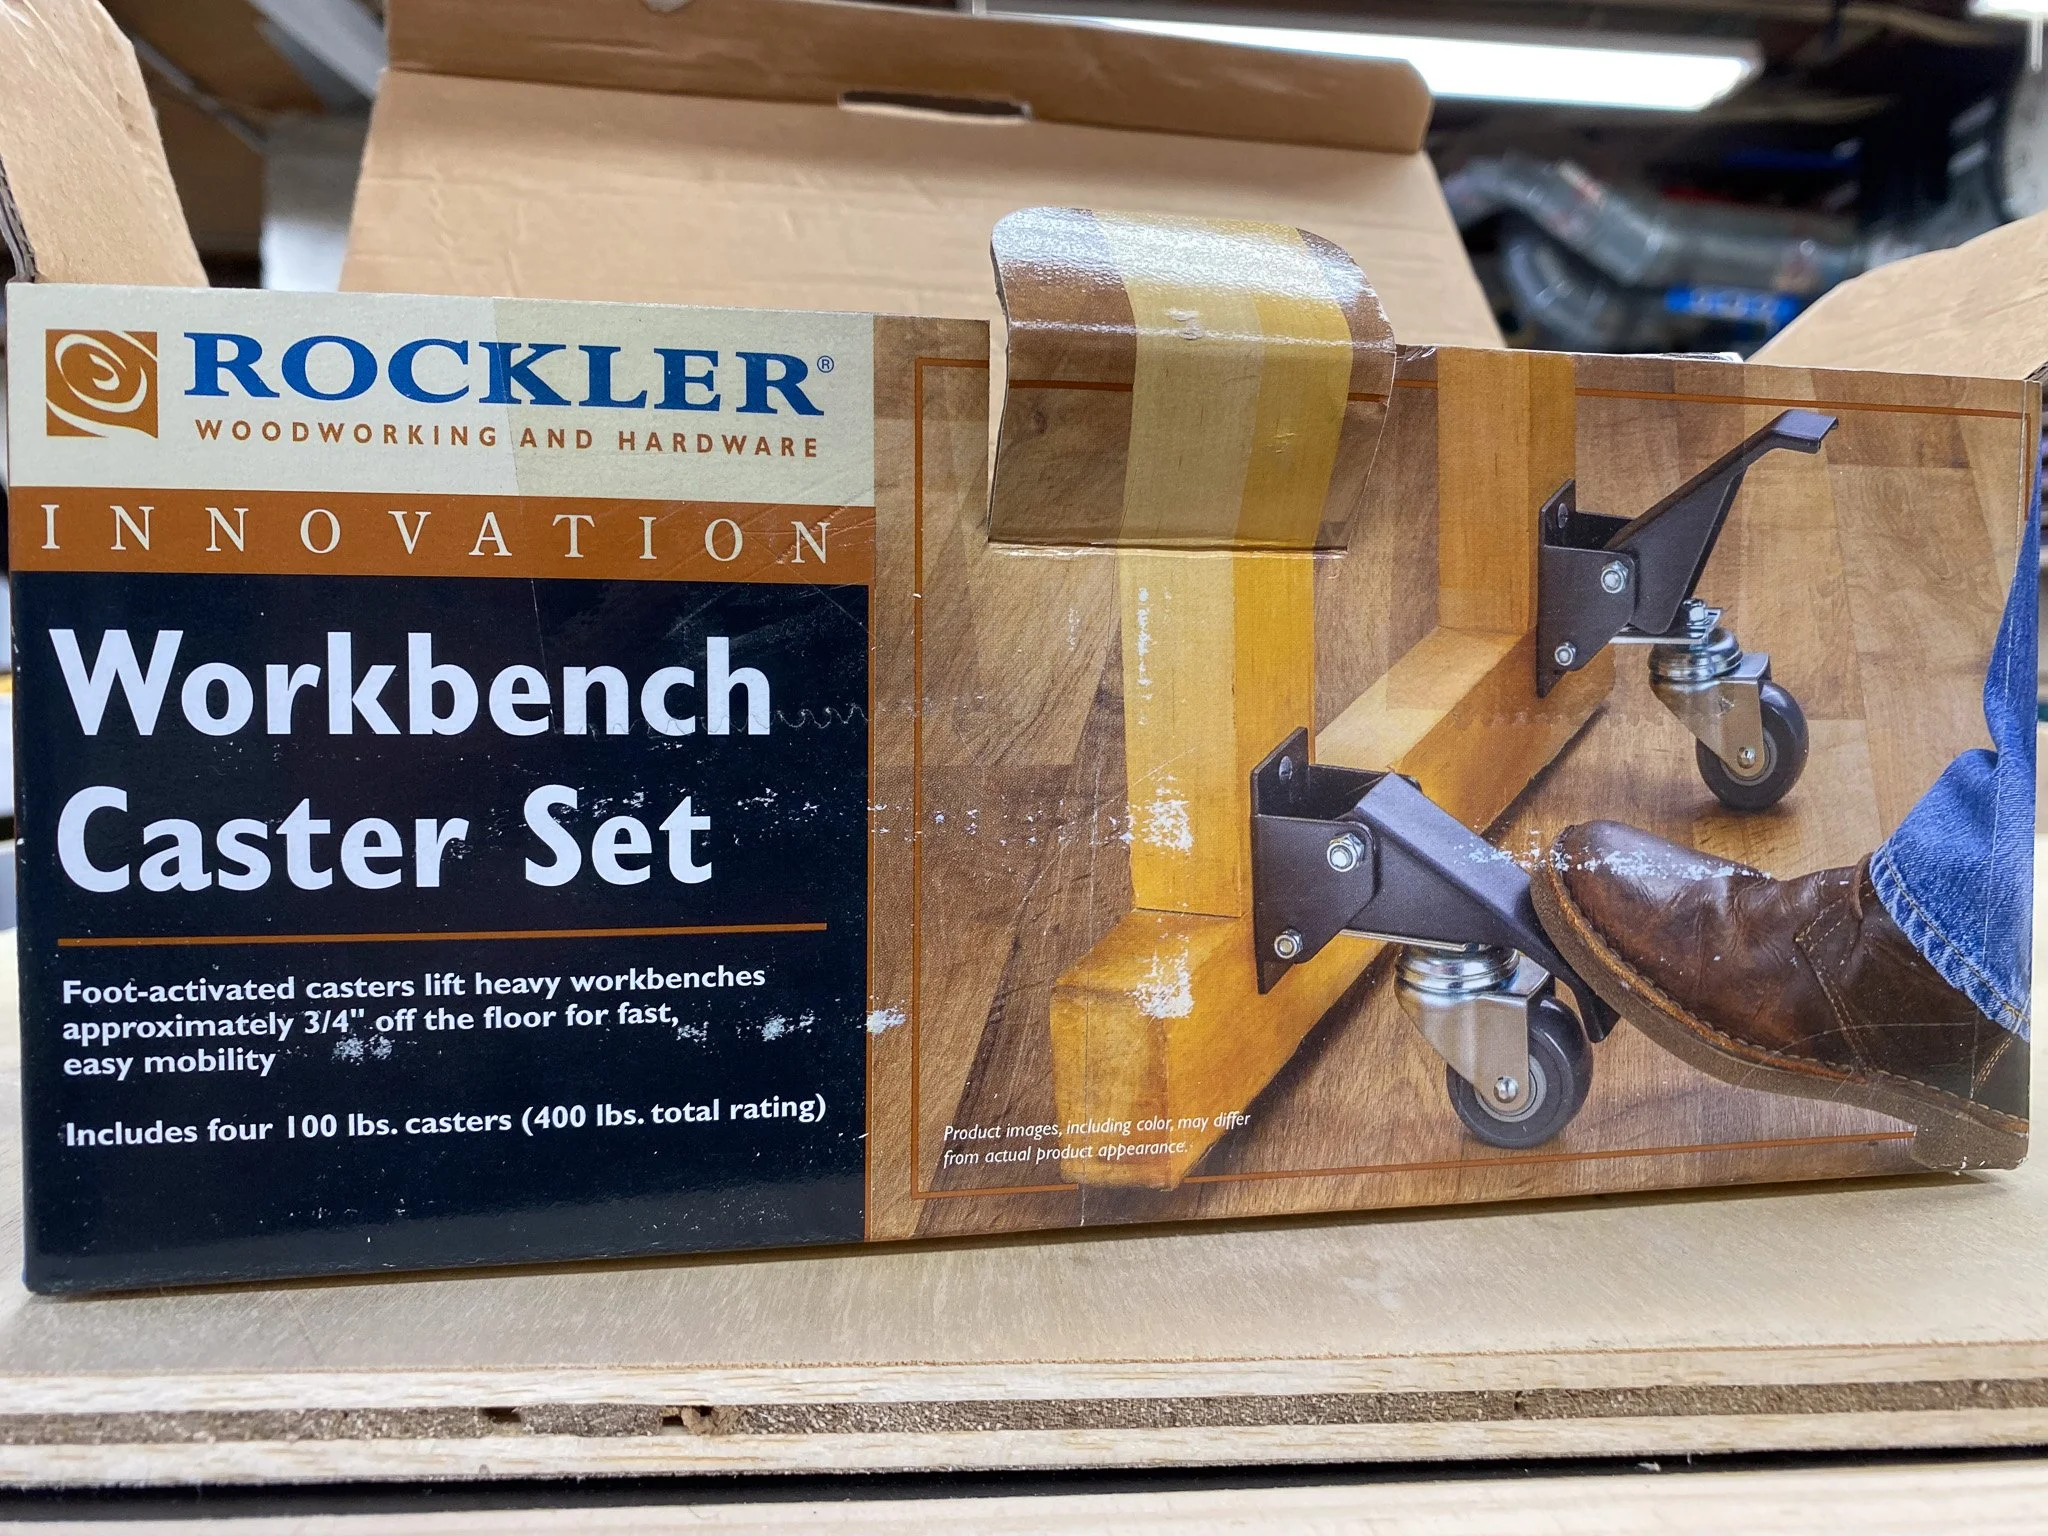 ROCKLER®
WOODWORKING AND HARDWARE
INNOVATION
Workbench
Caster Set
Foot-activated casters lift heavy workbenches
approximately 3/4" off the floor for fast,
easy mobility
Includes four 100 lbs. casters (400 lbs. total rating)
Product images, including color, may differ
from actual product appearance.